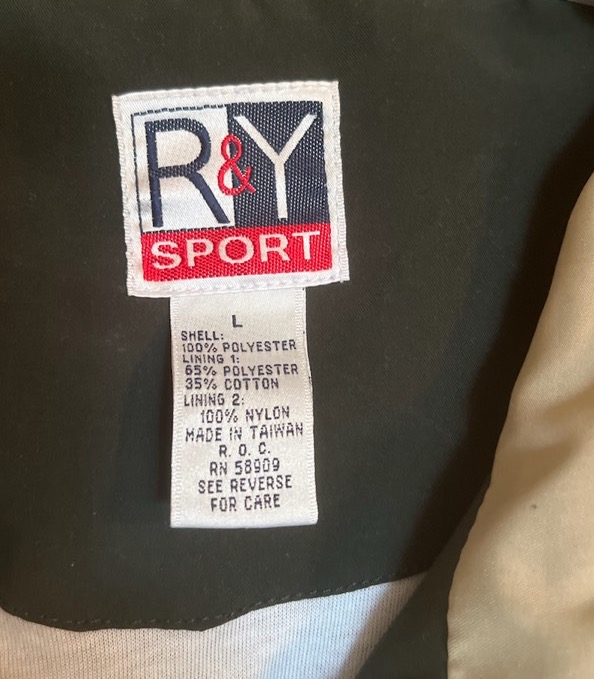 R&Y
SPORT
L
SHELL:
100% POLYESTER
LINING 1:
65% POLYESTER
35% COTTON
LINING 2:
100% NYLON
MADE IN TAIWAN
R. O. C.
RN 58909
SEE REVERSE
FOR CARE